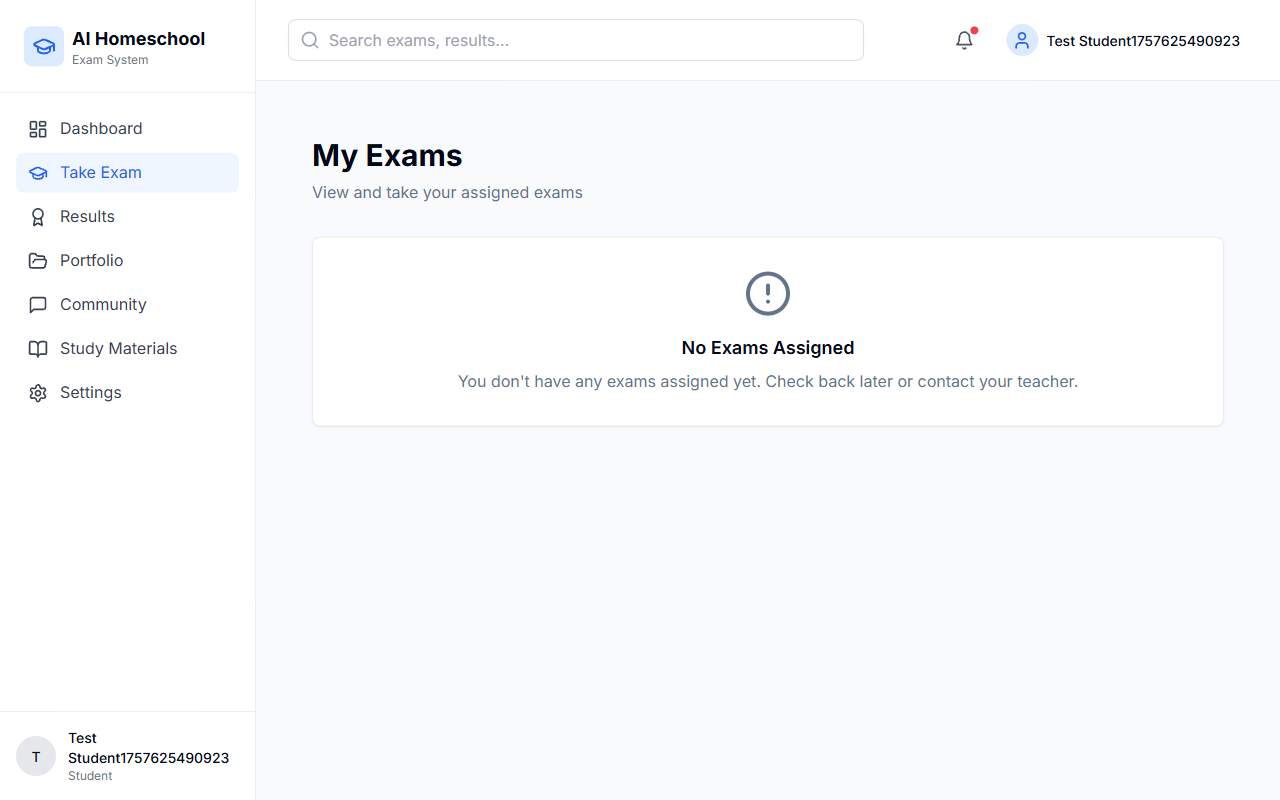 AI Homeschool
Exam System
Dashboard
Take Exam
Results
Portfolio
Community
Study Materials
Settings
T
Test
Student1757625490923
Student
Search exams, results...
Test Student1757625490923
My Exams
View and take your assigned exams
No Exams Assigned
You don't have any exams assigned yet. Check back later or contact your teacher.